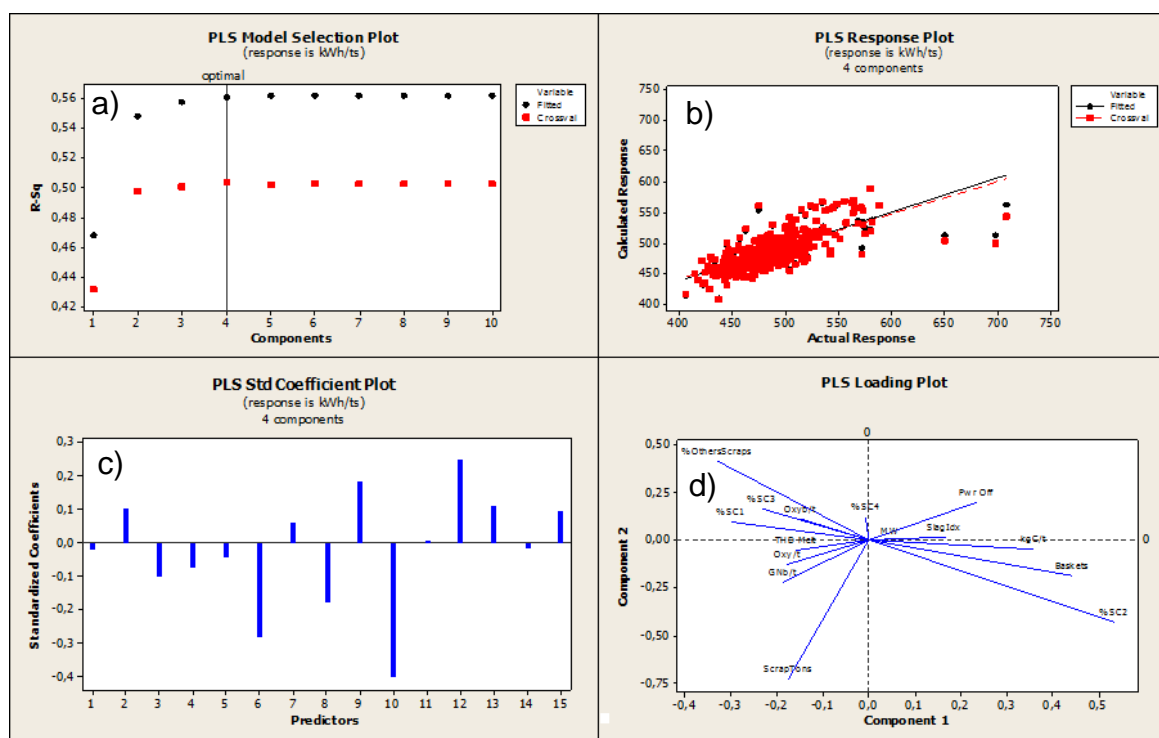 PLS Model Selection Plot
(response is kWh/ts)
optimal
a)
0,56
0,54
0,52
0,50
0,48
0,46
0,44
0,42
R-Sq
1 2 3 4 5 6 7 8 9 10
Components
Variable
Fitted
Crossval
PLS Response Plot
(response is kWh/ts)
4 components
b)
750
700
650
600
550
500
450
400
Calculated Response
400 450 500 550 600 650 700 750
Actual Response
Variable
Fitted
Crossval
PLS Std Coefficient Plot
(response is kWh/ts)
4 components
c)
0,3
0,2
0,1
0,0
-0,1
-0,2
-0,3
-0,4
Standardized Coefficients
1 2 3 4 5 6 7 8 9 10 11 12 13 14 15
Predictors
PLS Loading Plot
0
d)
0,50
0,25
0,00
-0,25
-0,50
-0,75
Component 2
%OthersScraps
%SC3
Oxyb/t
%SC1
%SC4
Pwr Off
MW
SlagIdx
THB Met
kgC/t
0
Oxy/t
GNb/t
Baskets
%SC2
ScrapTons
-0,4 -0,3 -0,2 -0,1 0,0 0,1 0,2 0,3 0,4 0,5
Component 1